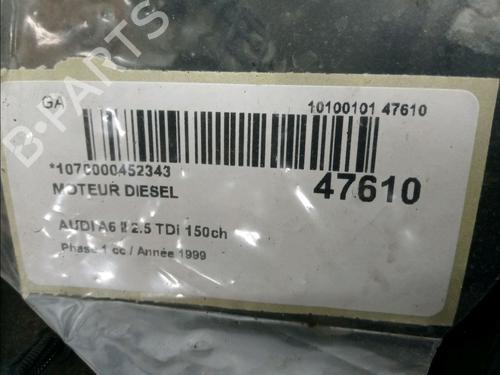 B-PARTS
GA
10100101 47610
*1070000452343
MOTEUR DIESEL
47610
AUDI A6 II 2.5 TDi 150ch
Phase 1 cc / Année 1999